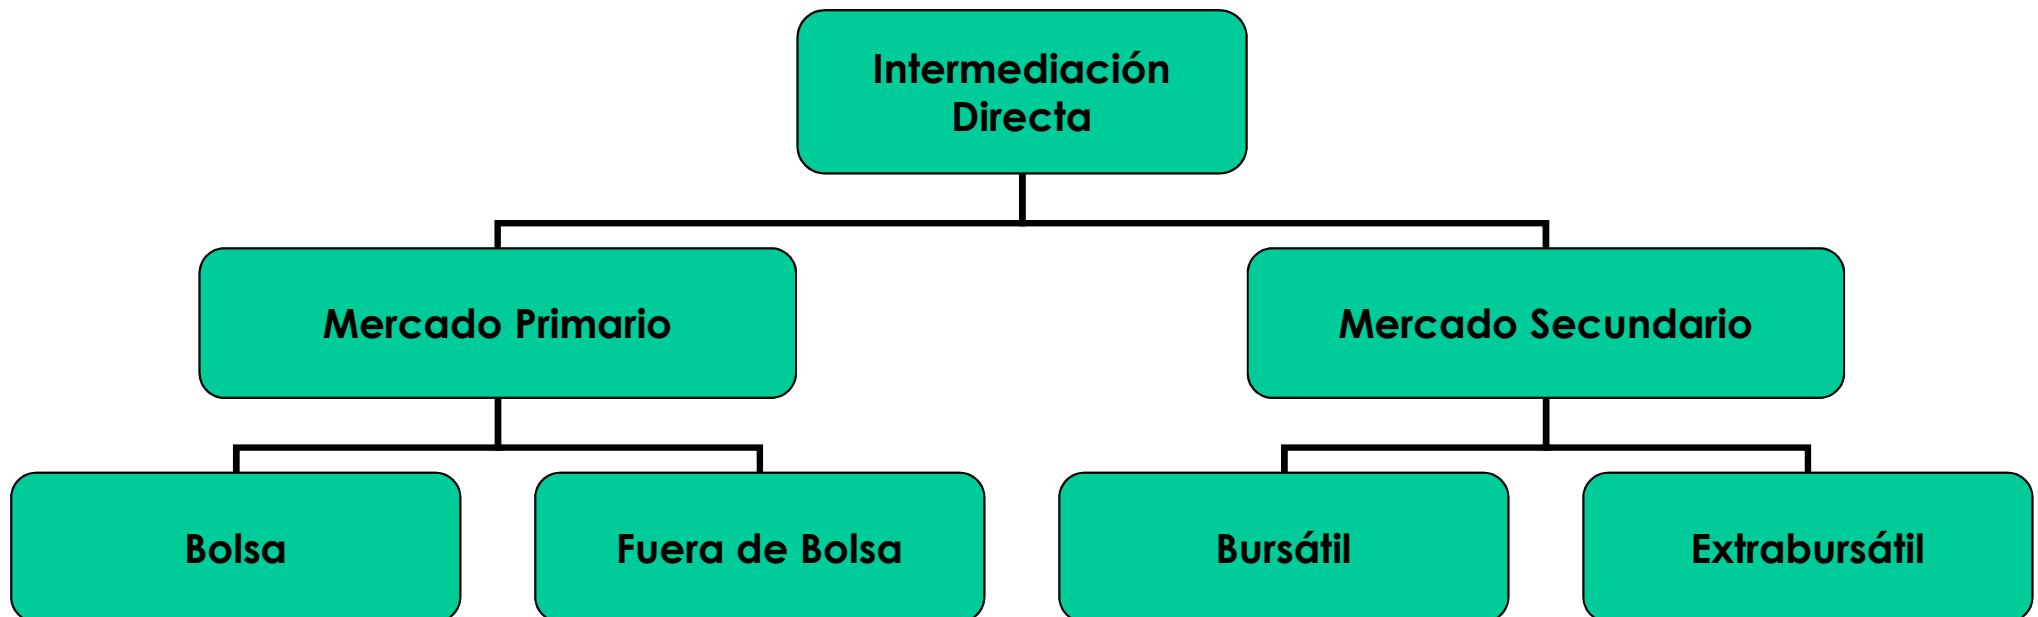 Intermediación
Directa
Mercado Primario
Mercado Secundario
Bolsa
Fuera de Bolsa
Bursátil
Extrabursátil